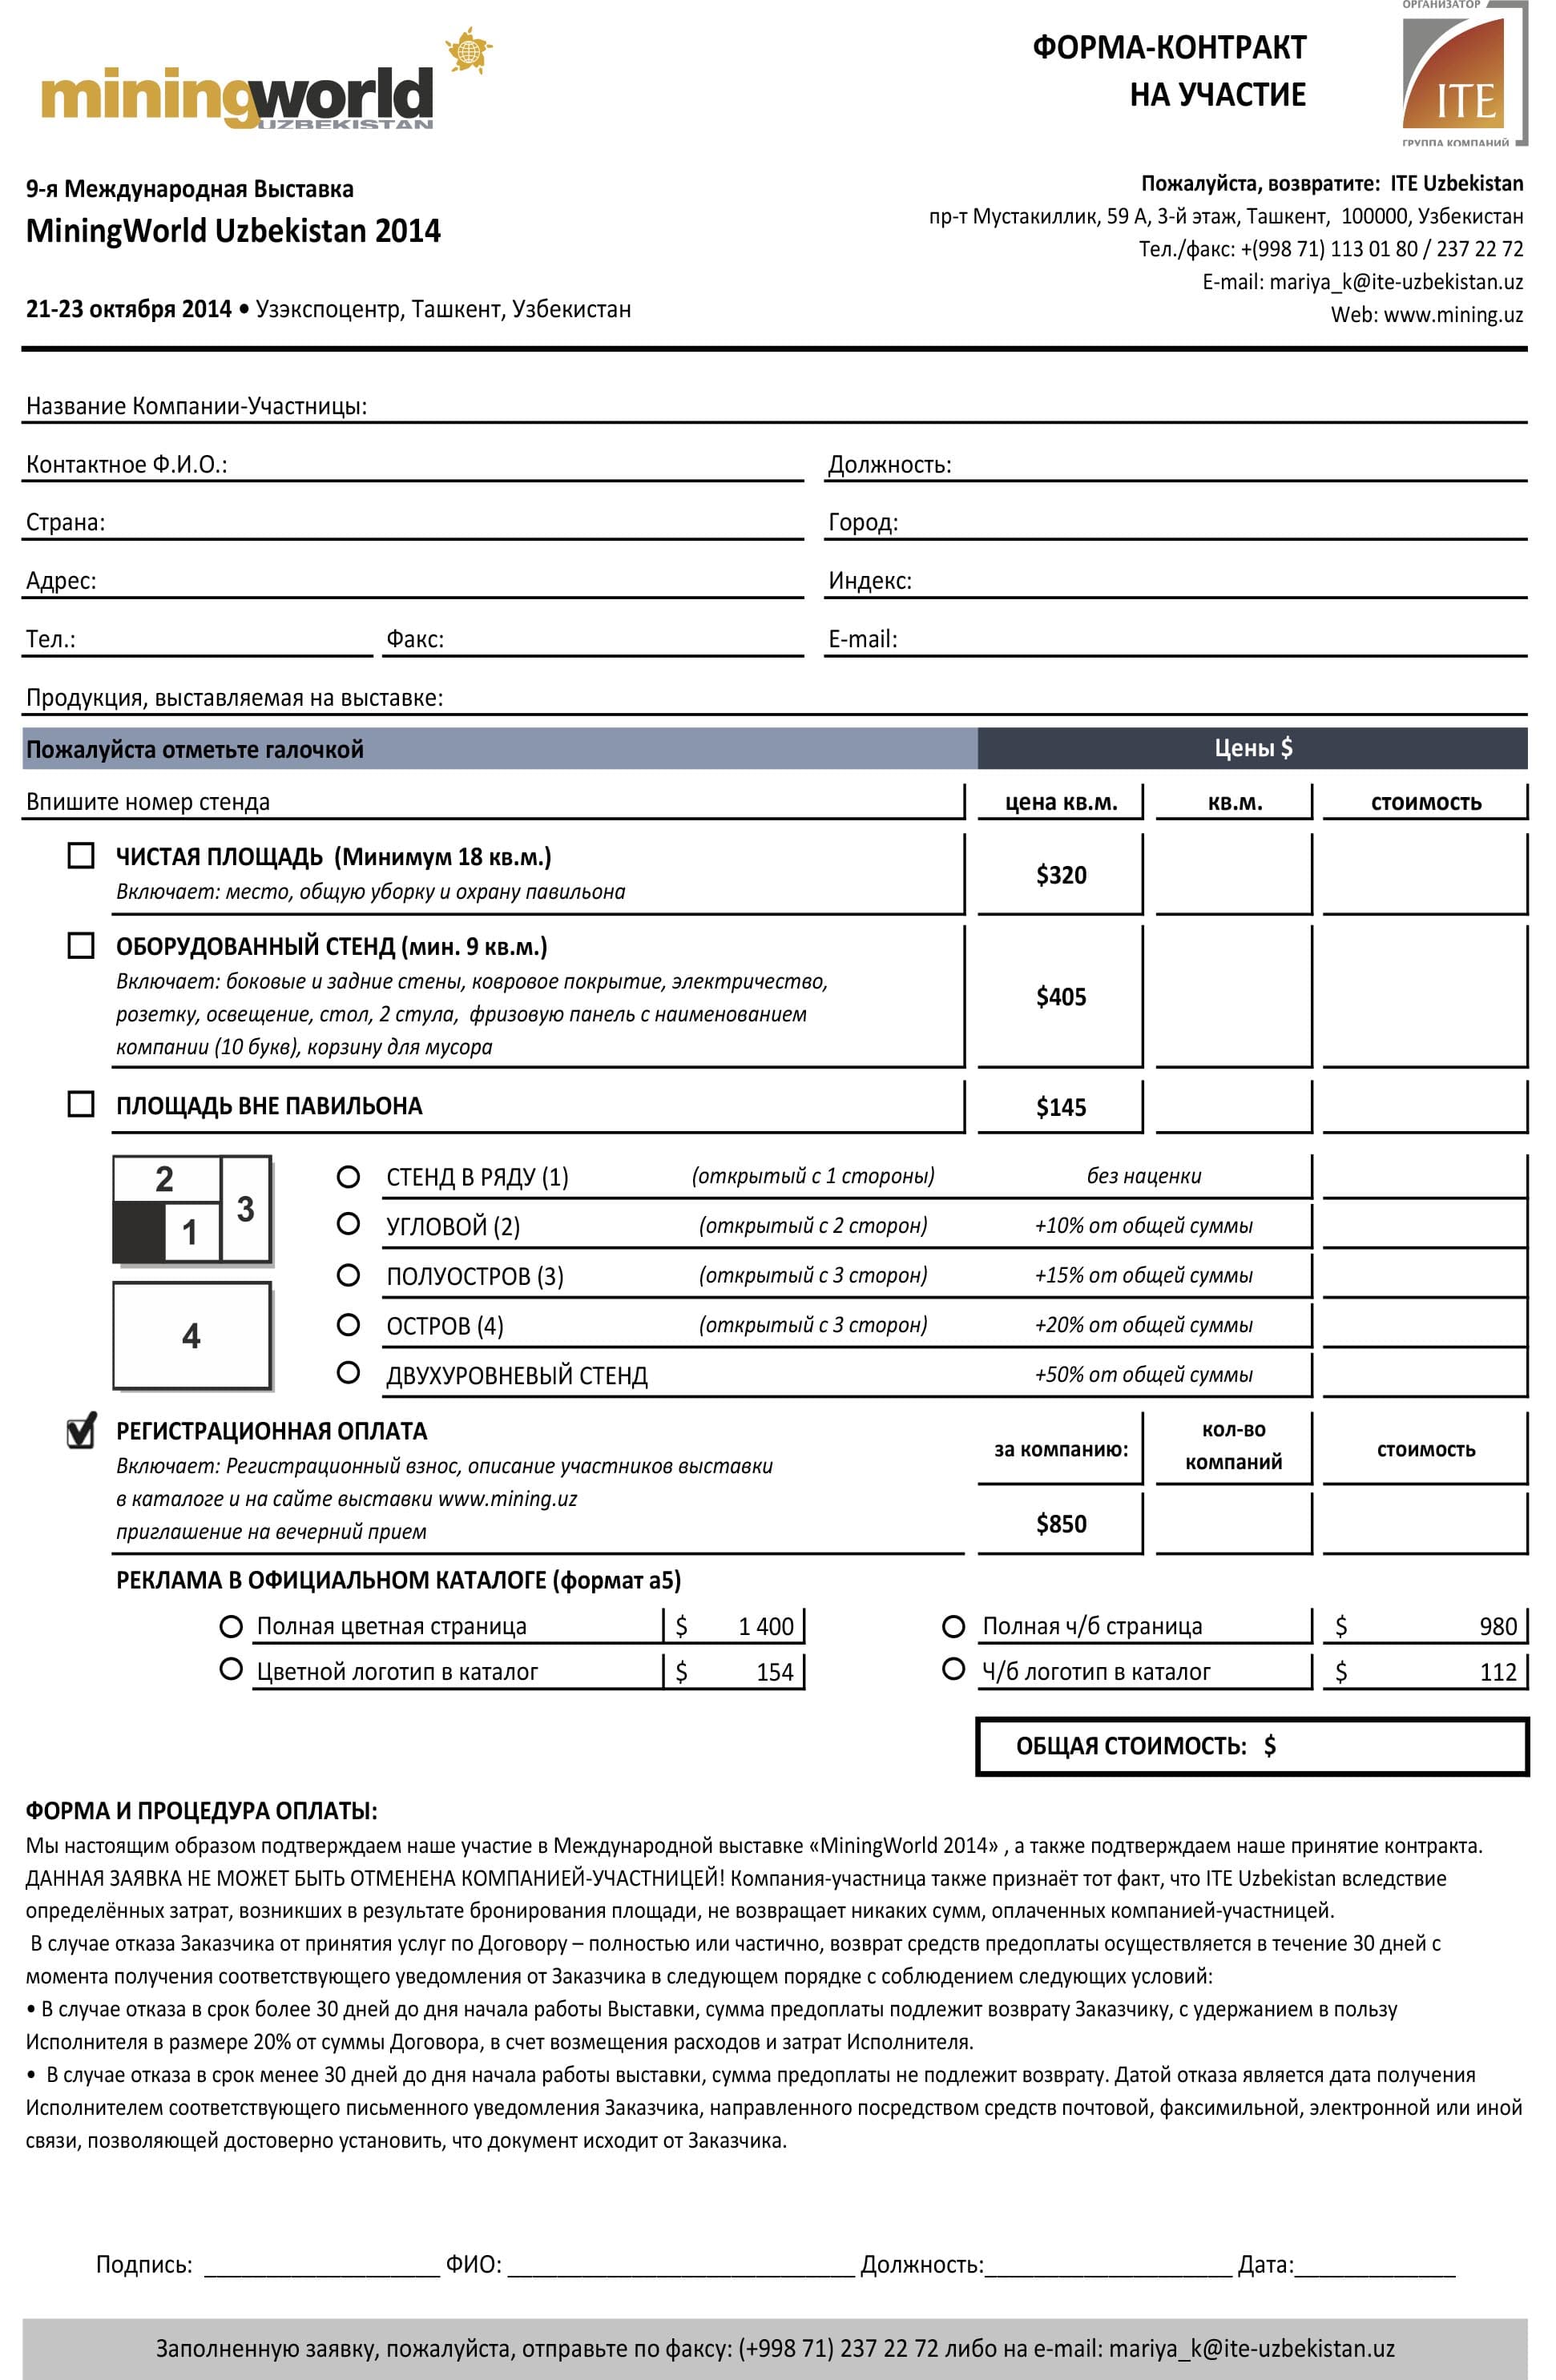 miningworld
UZBEKISTAN
ФОРМА-КОНТРАКТ
НА УЧАСТИЕ
ОРГАНИЗАТОР
ITE
ГРУППА КОМПАНИЙ
9-я Международная Выставка
MiningWorld Uzbekistan 2014
21-23 октября 2014 • Узэкспоцентр, Ташкент, Узбекистан
Пожалуйста, возвратите: ITE Uzbekistan
пр-т Мустакиллик, 59 А, 3-й этаж, Ташкент, 100000, Узбекистан
Тел./факс: +(998 71) 113 01 80 / 237 22 72
E-mail: mariya_k@ite-uzbekistan.uz
Web: www.mining.uz
Название Компании-Участницы:
Контактное Ф.И.О.: Должность:
Страна: Город:
Адрес: Индекс:
Тел.: Факс: E-mail:
Продукция, выставляемая на выставке:
Пожалуйста отметьте галочкой Цены $
Впишите номер стенда цена кв.м. кв.м. стоимость
ЧИСТАЯ ПЛОЩАДЬ (Минимум 18 кв.м.)
Включает: место, общую уборку и охрану павильона
$320
ОБОРУДОВАННЫЙ СТЕНД (мин. 9 кв.м.)
Включает: боковые и задние стены, ковровое покрытие, электричество,
розетку, освещение, стол, 2 стула, фризовую панель с наименованием
компании (10 букв), корзину для мусора
$405
ПЛОЩАДЬ ВНЕ ПАВИЛЬОНА $145
2
3
1
4
СТЕНД В РЯДУ (1) (открытый с 1 стороны) без наценки
УГЛОВОЙ (2) (открытый с 2 сторон) +10% от общей суммы
ПОЛУОСТРОВ (3) (открытый с 3 сторон) +15% от общей суммы
ОСТРОВ (4) (открытый с 3 сторон) +20% от общей суммы
ДВУХУРОВНЕВЫЙ СТЕНД +50% от общей суммы
РЕГИСТРАЦИОННАЯ ОПЛАТА
Включает: Регистрационный взнос, описание участников выставки
в каталоге и на сайте выставки www.mining.uz
приглашение на вечерний прием
за компанию:
кол-во
компаний
стоимость
$850
РЕКЛАМА В ОФИЦИАЛЬНОМ КАТАЛОГЕ (формат а5)
Полная цветная страница $ 1 400 Полная ч/б страница $ 980
Цветной логотип в каталог $ 154 Ч/б логотип в каталог $ 112
ОБЩАЯ СТОИМОСТЬ: $
ФОРМА И ПРОЦЕДУРА ОПЛАТЫ:
Мы настоящим образом подтверждаем наше участие в Международной выставке «MiningWorld 2014» , а также подтверждаем наше принятие контракта.
ДАННАЯ ЗАЯВКА НЕ МОЖЕТ БЫТЬ ОТМЕНЕНА КОМПАНИЕЙ-УЧАСТНИЦЕЙ! Компания-участница также признаёт тот факт, что ITE Uzbekistan вследствие
определённых затрат, возникших в результате бронирования площади, не возвращает никаких сумм, оплаченных компанией-участницей.
В случае отказа Заказчика от принятия услуг по Договору – полностью или частично, возврат средств предоплаты осуществляется в течение 30 дней с
момента получения соответствующего уведомления от Заказчика в следующем порядке с соблюдением следующих условий:
• В случае отказа в срок более 30 дней до дня начала работы Выставки, сумма предоплаты подлежит возврату Заказчику, с удержанием в пользу
Исполнителя в размере 20% от суммы Договора, в счет возмещения расходов и затрат Исполнителя.
• В случае отказа в срок менее 30 дней до дня начала работы выставки, сумма предоплаты не подлежит возврату. Датой отказа является дата получения
Исполнителем соответствующего письменного уведомления Заказчика, направленного посредством средств почтовой, факсимильной, электронной или иной
связи, позволяющей достоверно установить, что документ исходит от Заказчика.
Подпись: ___________________ ФИО: ____________________________ Должность:____________________ Дата:_____________
Заполненную заявку, пожалуйста, отправьте по факсу: (+998 71) 237 22 72 либо на e-mail: mariya_k@ite-uzbekistan.uz